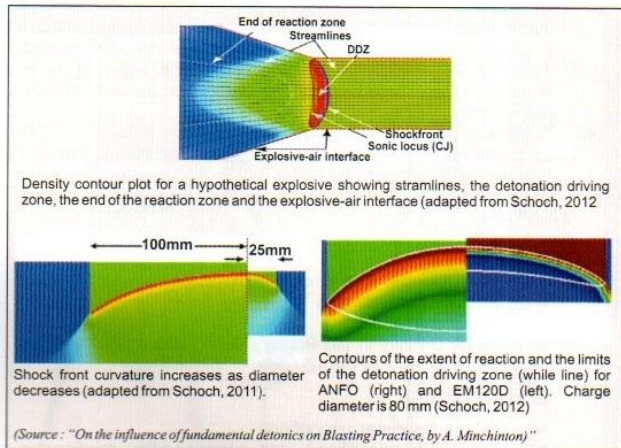 End of reaction zone
Streamlines
DDZ
Shockfront
Sonic locus (CJ)
Explosive-air interface
Density contour plot for a hypothetical explosive showing stramlines, the detonation driving
zone, the end of the reaction zone and the explosive-air interface (adapted from Schoch, 2012
100mm
25mm
Shock front curvature increases as diameter
decreases (adapted from Schoch, 2011).
Contours of the extent of reaction and the limits
of the detonation driving zone (while line) for
ANFO (right) and EM120D (left). Charge
diameter is 80 mm (Schoch, 2012)
(Source : "On the influence of fundamental detonics on Blasting Practice, by A. Minchinton)"